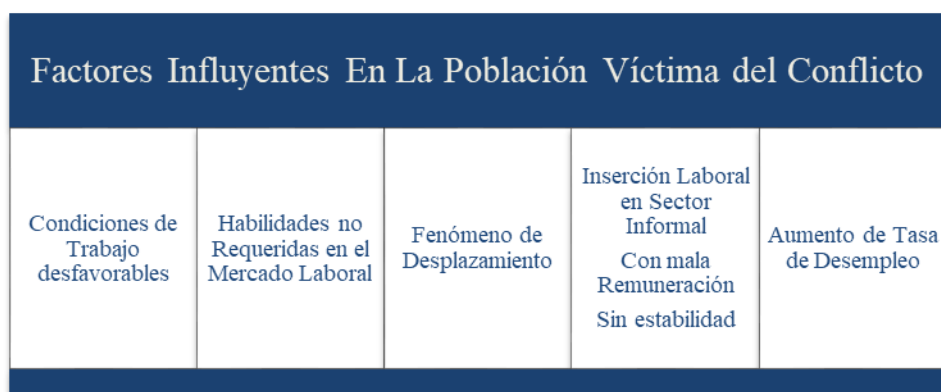 Factores Influyentes En La Población Víctima del Conflicto
Condiciones de
Trabajo
desfavorables
Habilidades no
Requeridas en el
Mercado Laboral
Fenómeno de
Desplazamiento
Inserción Laboral
en Sector
Informal
Con mala
Remuneración
Sin estabilidad
Aumento de Tasa
de Desempleo